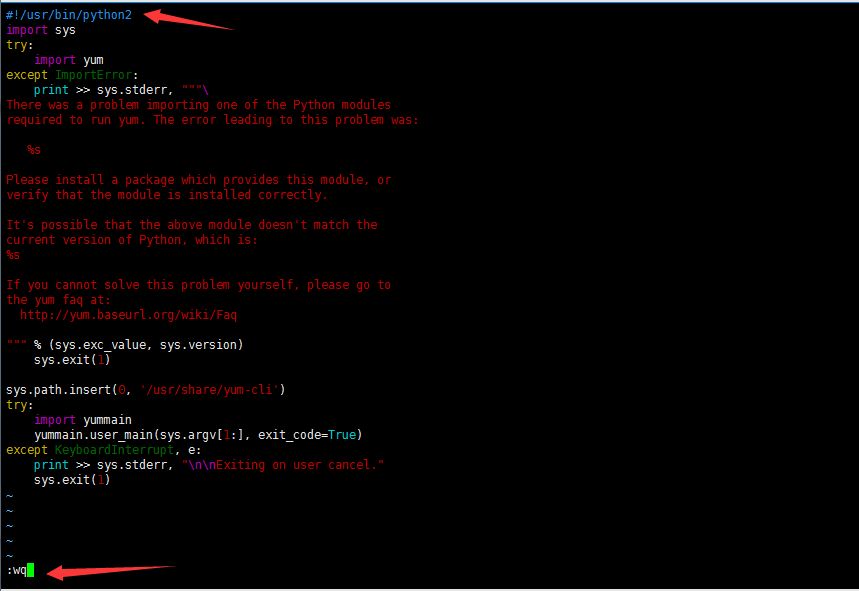 #!/usr/bin/python2
import sys
try:
    import yum
except ImportError:
    print >> sys.stderr, """\
There was a problem importing one of the Python modules
required to run yum. The error leading to this problem was:

   %s

Please install a package which provides this module, or
verify that the module is installed correctly.

It's possible that the above module doesn't match the
current version of Python, which is:
%s

If you cannot solve this problem yourself, please go to
the yum faq at:
  http://yum.baseurl.org/wiki/Faq

""" % (sys.exc_value, sys.version)
    sys.exit(1)

sys.path.insert(0, '/usr/share/yum-cli')
try:
    import yummain
    yummain.user_main(sys.argv[1:], exit_code=True)
except KeyboardInterrupt, e:
    print >> sys.stderr, "\n\nExiting on user cancel."
    sys.exit(1)
~
~
~
~
~
:wq